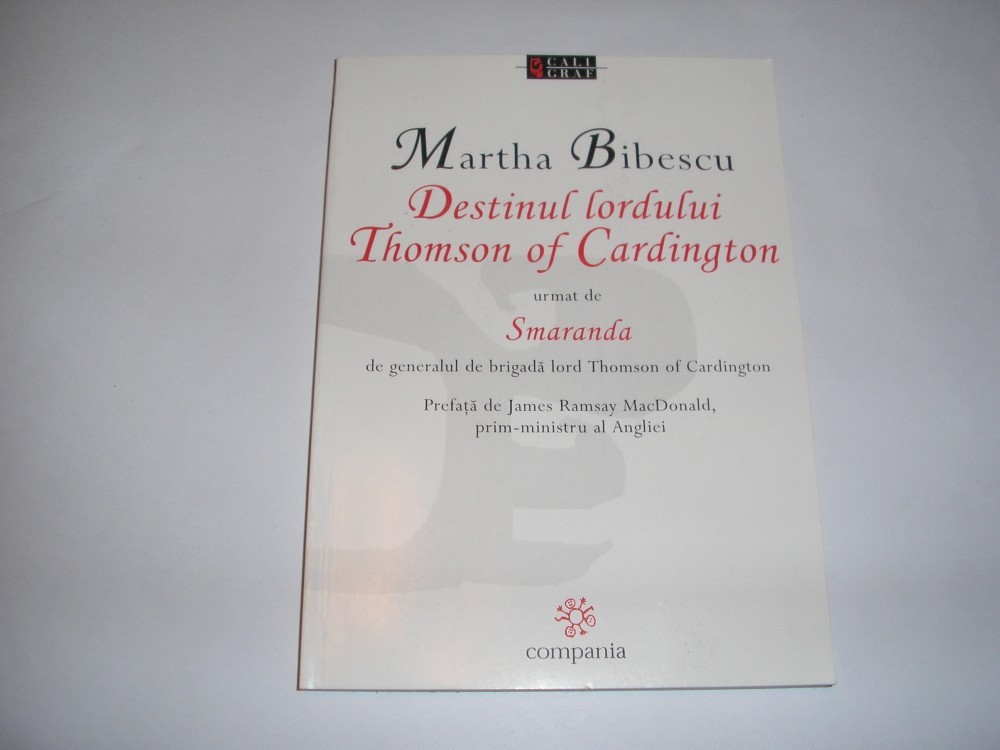 CALI
GRAF
Martha Bibescu
Destinul lordului
Thomson of Cardington
urmat de
Smaranda
de generalul de brigadă lord Thomson of Cardington
Prefață de James Ramsay MacDonald,
prim-ministru al Angliei
compania